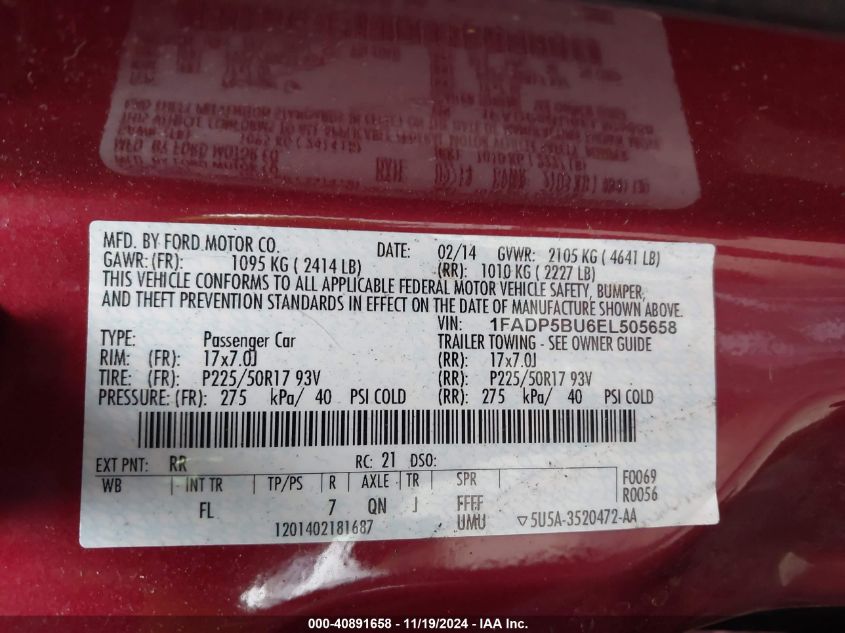 MFD. BY FORD MOTOR CO. DATE: 02/14 GVWR: 2105 KG ( 4641 LB)
GAWR: (FR): 1095 KG ( 2414 LB) (RR): 1010 KG ( 2227 LB)
THIS VEHICLE CONFORMS TO ALL APPLICABLE FEDERAL MOTOR VEHICLE SAFETY, BUMPER,
AND THEFT PREVENTION STANDARDS IN EFFECT ON THE DATE OF MANUFACTURE SHOWN ABOVE.
VIN: 1FADP5BU6EL505658
TYPE: Passenger Car TRAILER TOWING - SEE OWNER GUIDE
RIM: (FR): 17x7.0J (RR): 17x7.0J
TIRE: (FR): P225/50R17 93V (RR): P225/50R17 93V
PRESSURE: (FR): 275 kPa/ 40 PSI COLD (RR): 275 kPa/ 40 PSI COLD
EXT PNT: RR RC: 21 DSO:
WB INT TR TP/PS R AXLE TR SPR F0069
R0056
FL 7 QN J FFFF
UMU
1201402181687 ▽5U5A-3520472-AA
000-40891658 - 11/19/2024 - IAA Inc.